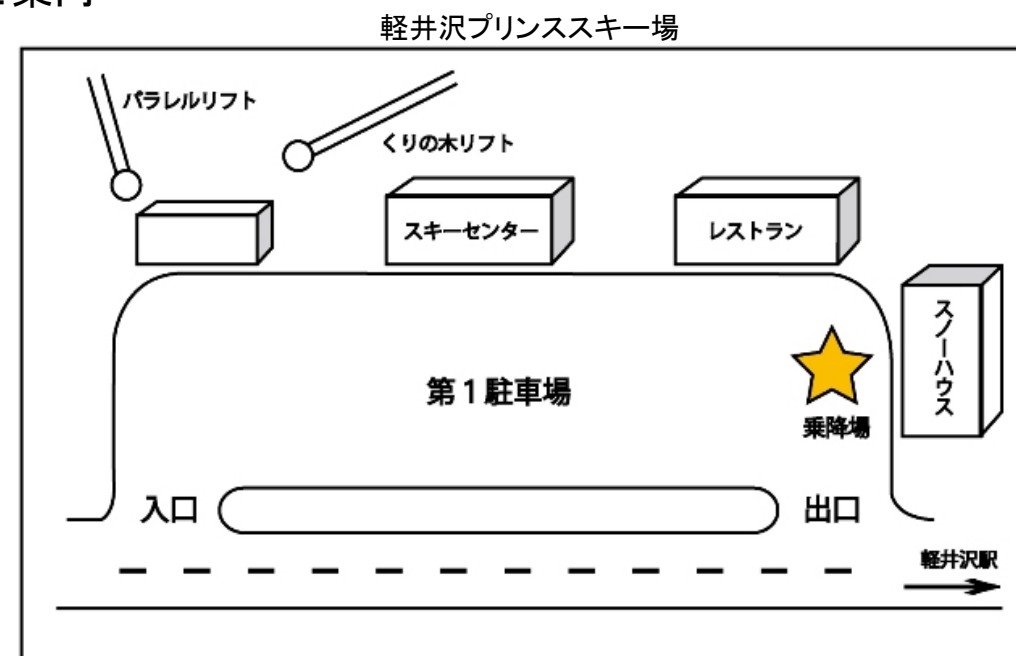 軽井沢プリンススキー場
パラレルリフト
くりの木リフト
スキーセンター
レストラン
スノーハウス
第1駐車場
乗降場
入口
出口
軽井沢駅